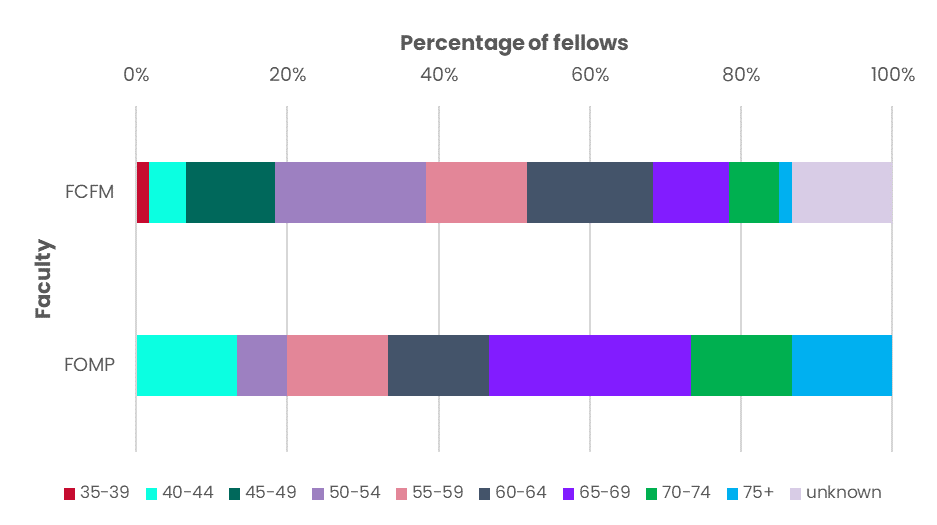 Percentage of fellows
0% 20% 40% 60% 80% 100%
FCFM
Faculty
FOMP
35-39 40-44 45-49 50-54 55-59 60-64 65-69 70-74 75+ unknown